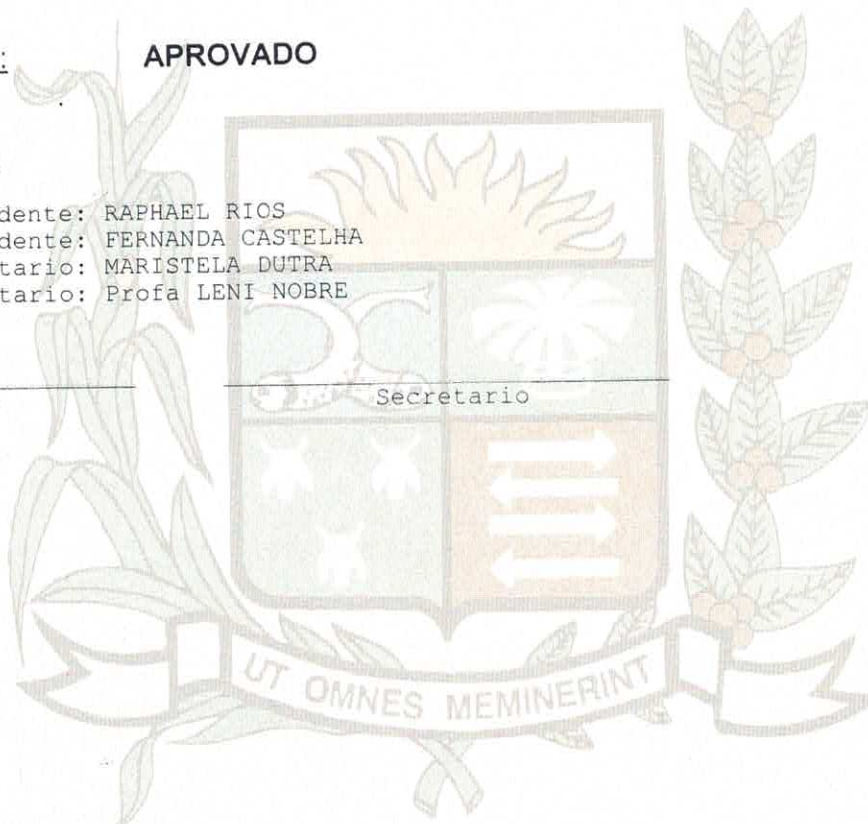 : APROVADO
dente: RAPHAEL RIOS
dente: FERNANDA CASTELHA
tario: MARISTELA DUTRA
tario: Profa LENI NOBRE
Secretario
UT OMNES MEMINERINT